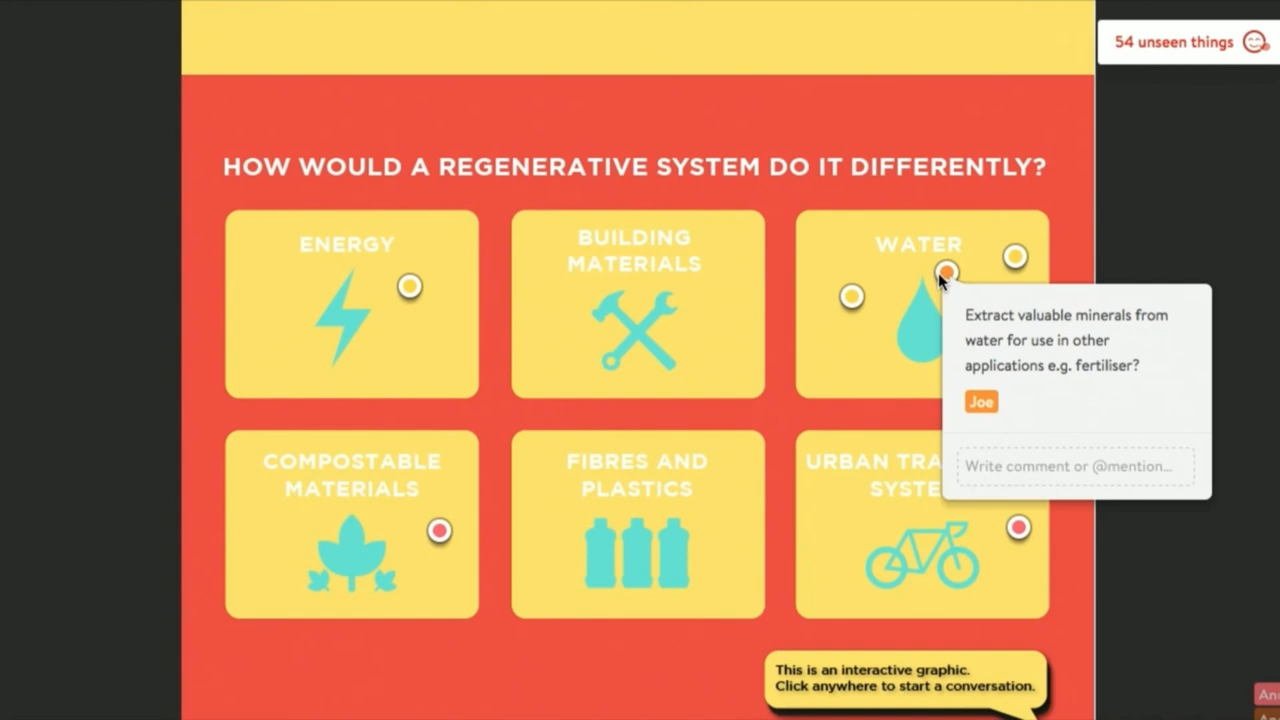 54 unseen things
HOW WOULD A REGENERATIVE SYSTEM DO IT DIFFERENTLY?
ENERGY
BUILDING
MATERIALS
WATER
Extract valuable minerals from
water for use in other
applications e.g. fertiliser?
Joe
Write comment or @mention...
COMPOSTABLE
MATERIALS
FIBRES AND
PLASTICS
URBAN
This is an interactive graphic.
Click anywhere to start a conversation.